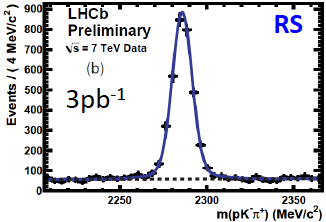 LHCb
Preliminary
√s = 7 TeV Data
(b)
3pb⁻¹
RS
Events / ( 4 MeV/c² )
900
800
700
600
500
400
300
200
100
0
2250 2300 2350
m(pK⁻π⁺) (MeV/c²)